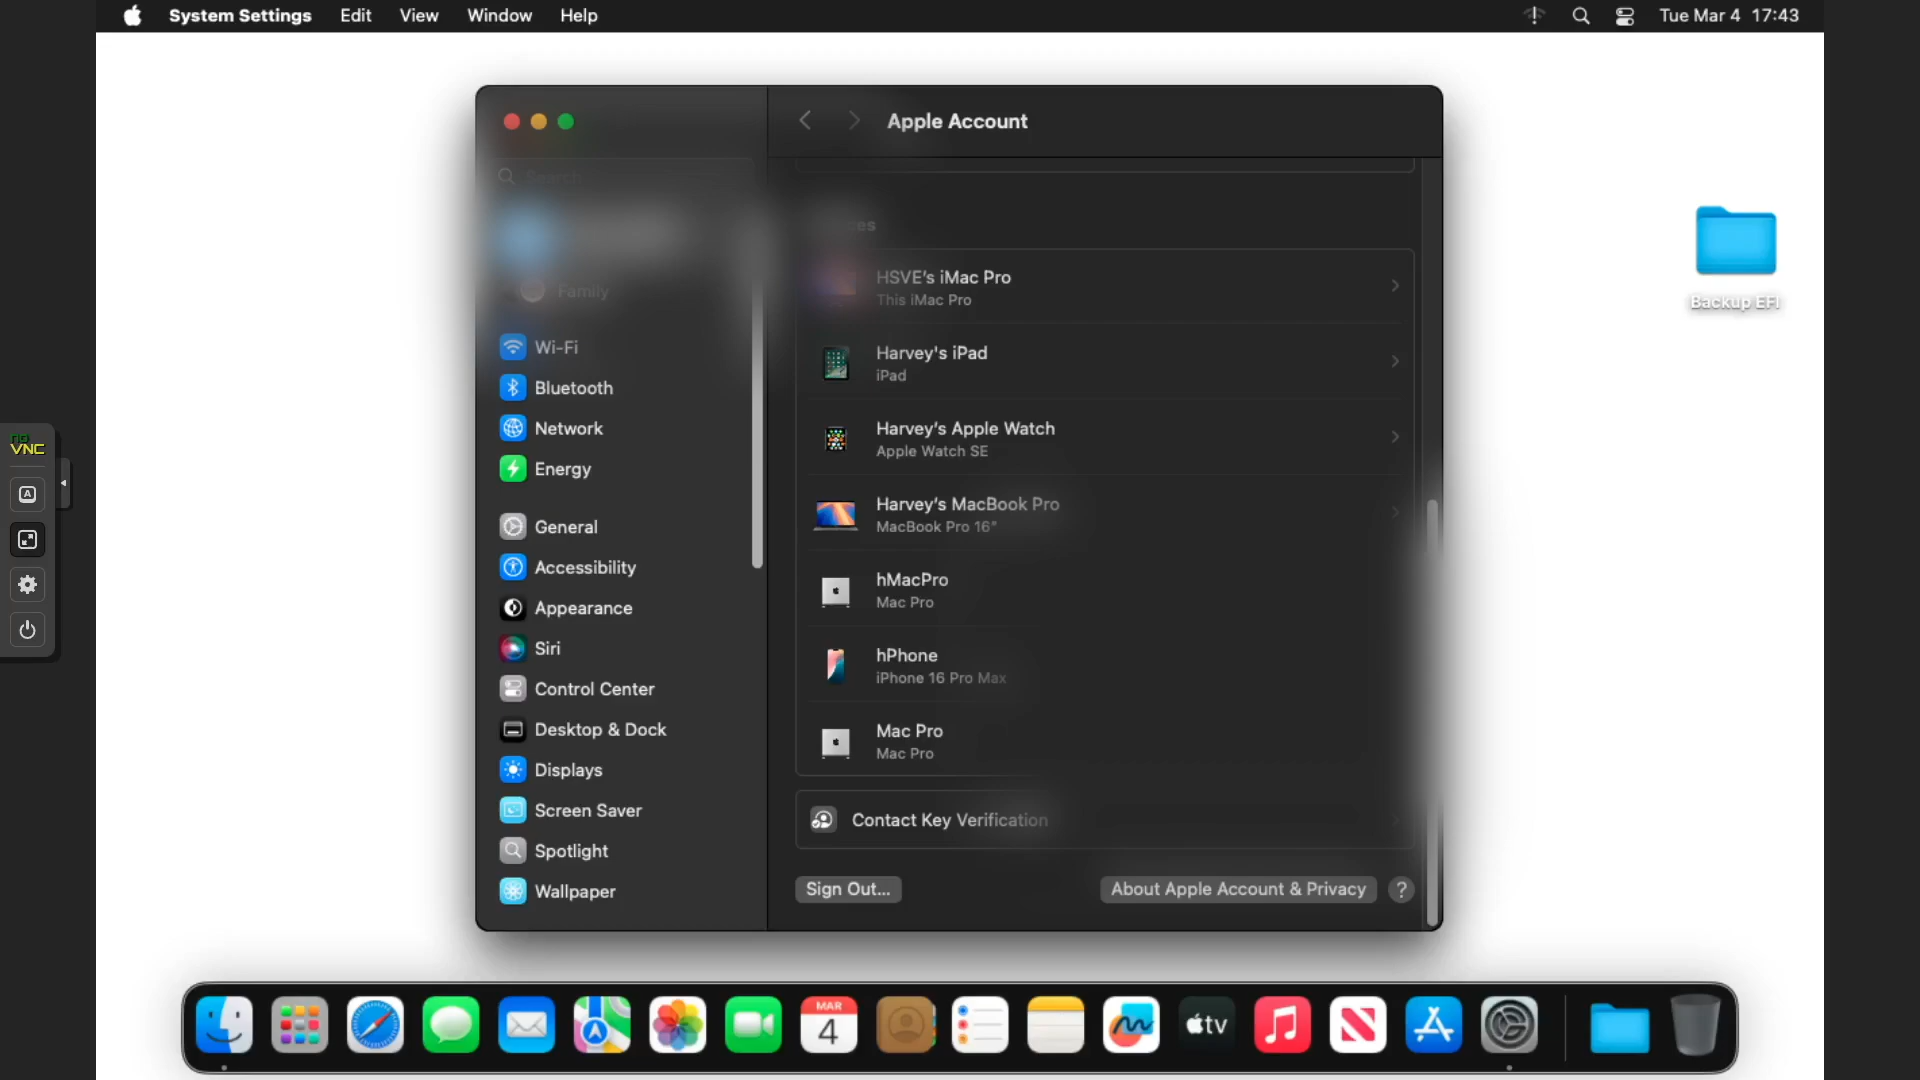 System Settings Edit View Window Help
Tue Mar 4 17:43
Apple Account
Search
HSVE's iMac Pro
This iMac Pro
Family
Harvey's iPad
iPad
Wi-Fi
Bluetooth
Harvey's Apple Watch
Apple Watch SE
Network
Energy
Harvey's MacBook Pro
MacBook Pro 16"
General
Accessibility
hMacPro
Mac Pro
Appearance
Siri
hPhone
iPhone 16 Pro Max
Control Center
Desktop & Dock
Mac Pro
Mac Pro
Displays
Screen Saver
Contact Key Verification
Spotlight
Wallpaper
Sign Out...
About Apple Account & Privacy
?
Backup EFI
no
VNC
A
MAR
4
tv